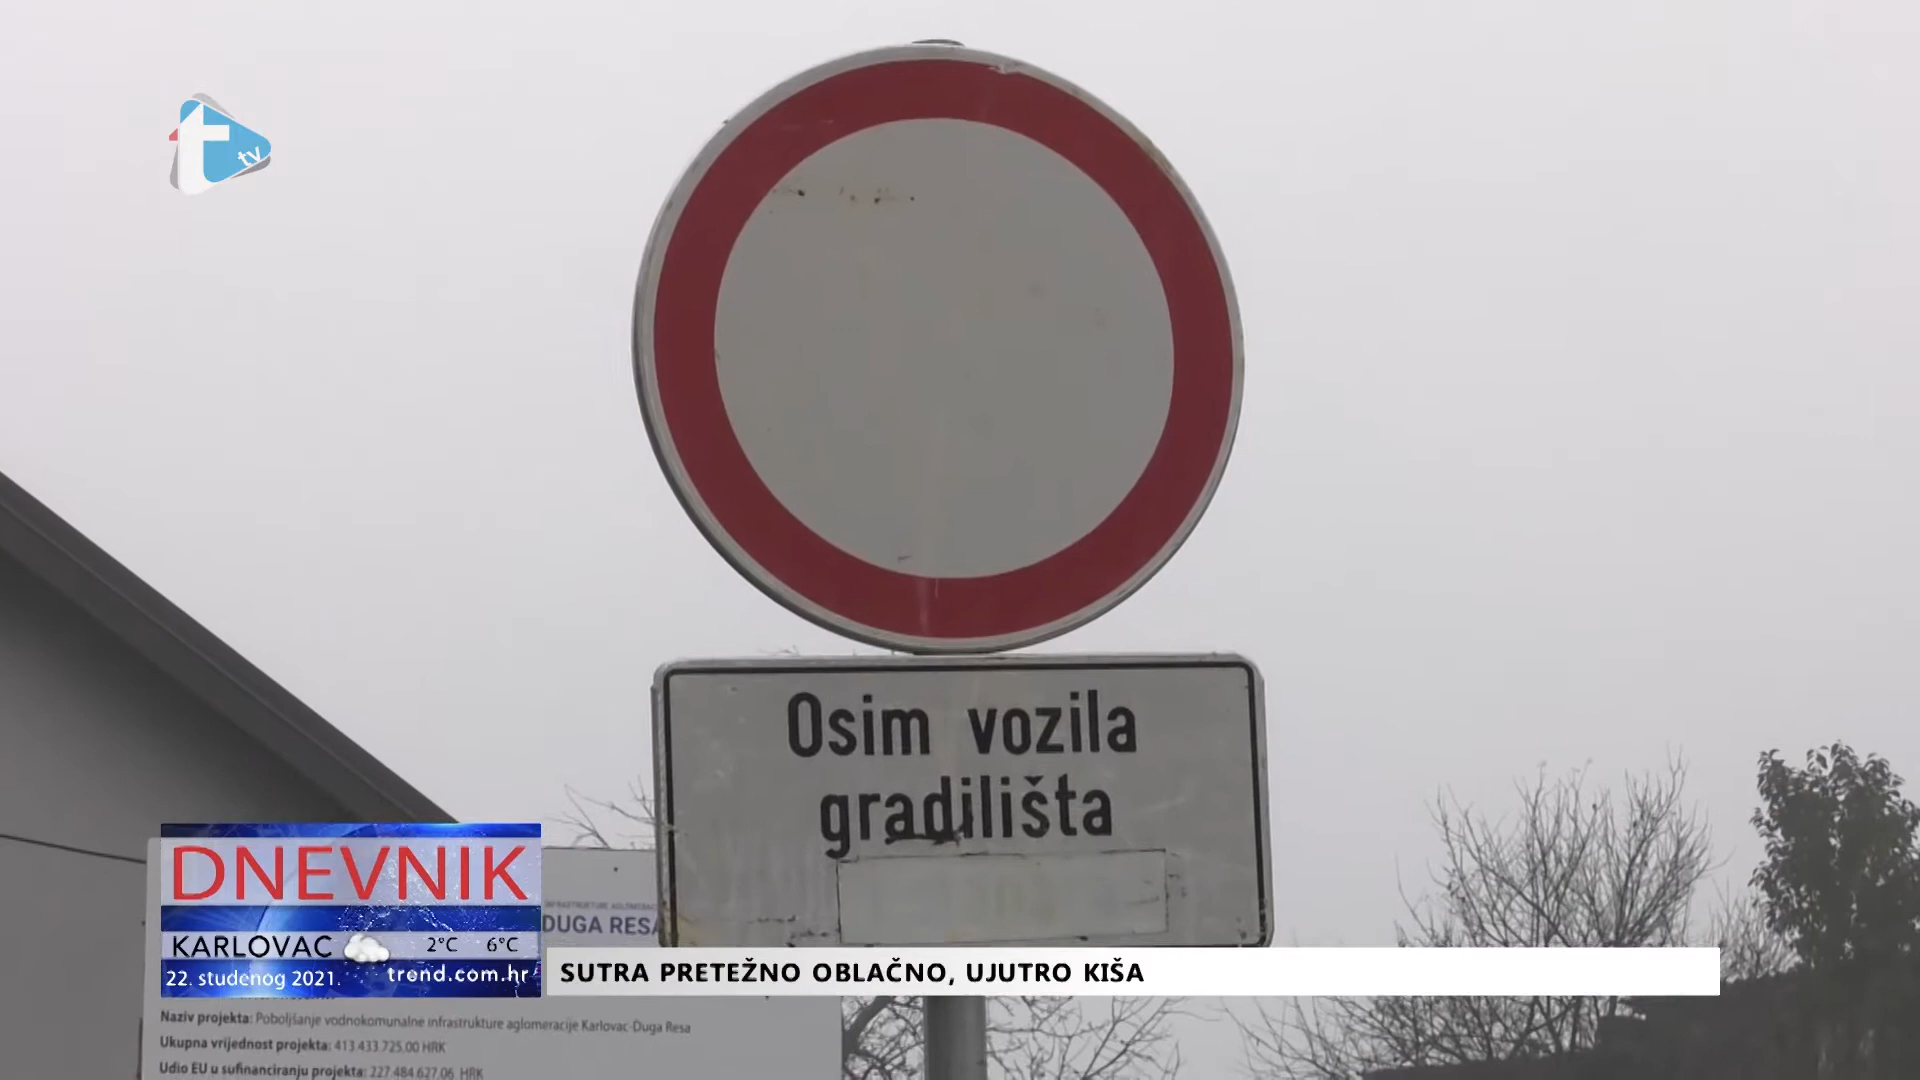 t tv
Osim vozila
gradilišta
DNEVNIK
KARLOVAC 2°C 6°C
22. studenog 2021. trend.com.hr
DUGA RESA
SUTRA PRETEŽNO OBLAČNO, UJUTRO KIŠA
Naziv projekta: Poboljšanje vodnokomunalne infrastrukture aglomeracije Karlovac-Duga Resa
Ukupna vrijednost projekta: 413.433.725,00 HRK
Udio EU u sufinanciranju projekta: 227.484.627,06 HRK